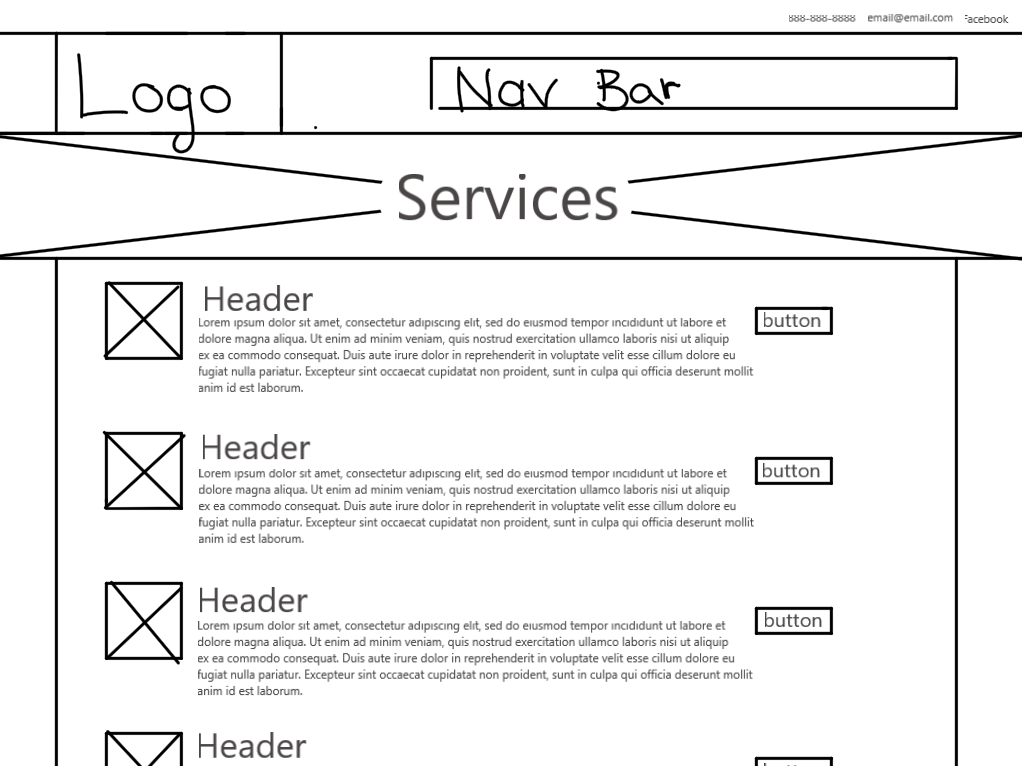 888-888-8888 email@email.com Facebook
Logo
Nav Bar
Services
Header
Lorem ipsum dolor sit amet, consectetur adipiscing elit, sed do eiusmod tempor incididunt ut labore et
dolore magna aliqua. Ut enim ad minim veniam, quis nostrud exercitation ullamco laboris nisi ut aliquip
ex ea commodo consequat. Duis aute irure dolor in reprehenderit in voluptate velit esse cillum dolore eu
fugiat nulla pariatur. Excepteur sint occaecat cupidatat non proident, sunt in culpa qui officia deserunt mollit
anim id est laborum.
button
Header
Lorem ipsum dolor sit amet, consectetur adipiscing elit, sed do eiusmod tempor incididunt ut labore et
dolore magna aliqua. Ut enim ad minim veniam, quis nostrud exercitation ullamco laboris nisi ut aliquip
ex ea commodo consequat. Duis aute irure dolor in reprehenderit in voluptate velit esse cillum dolore eu
fugiat nulla pariatur. Excepteur sint occaecat cupidatat non proident, sunt in culpa qui officia deserunt mollit
anim id est laborum.
button
Header
Lorem ipsum dolor sit amet, consectetur adipiscing elit, sed do eiusmod tempor incididunt ut labore et
dolore magna aliqua. Ut enim ad minim veniam, quis nostrud exercitation ullamco laboris nisi ut aliquip
ex ea commodo consequat. Duis aute irure dolor in reprehenderit in voluptate velit esse cillum dolore eu
fugiat nulla pariatur. Excepteur sint occaecat cupidatat non proident, sunt in culpa qui officia deserunt mollit
anim id est laborum.
button
Header